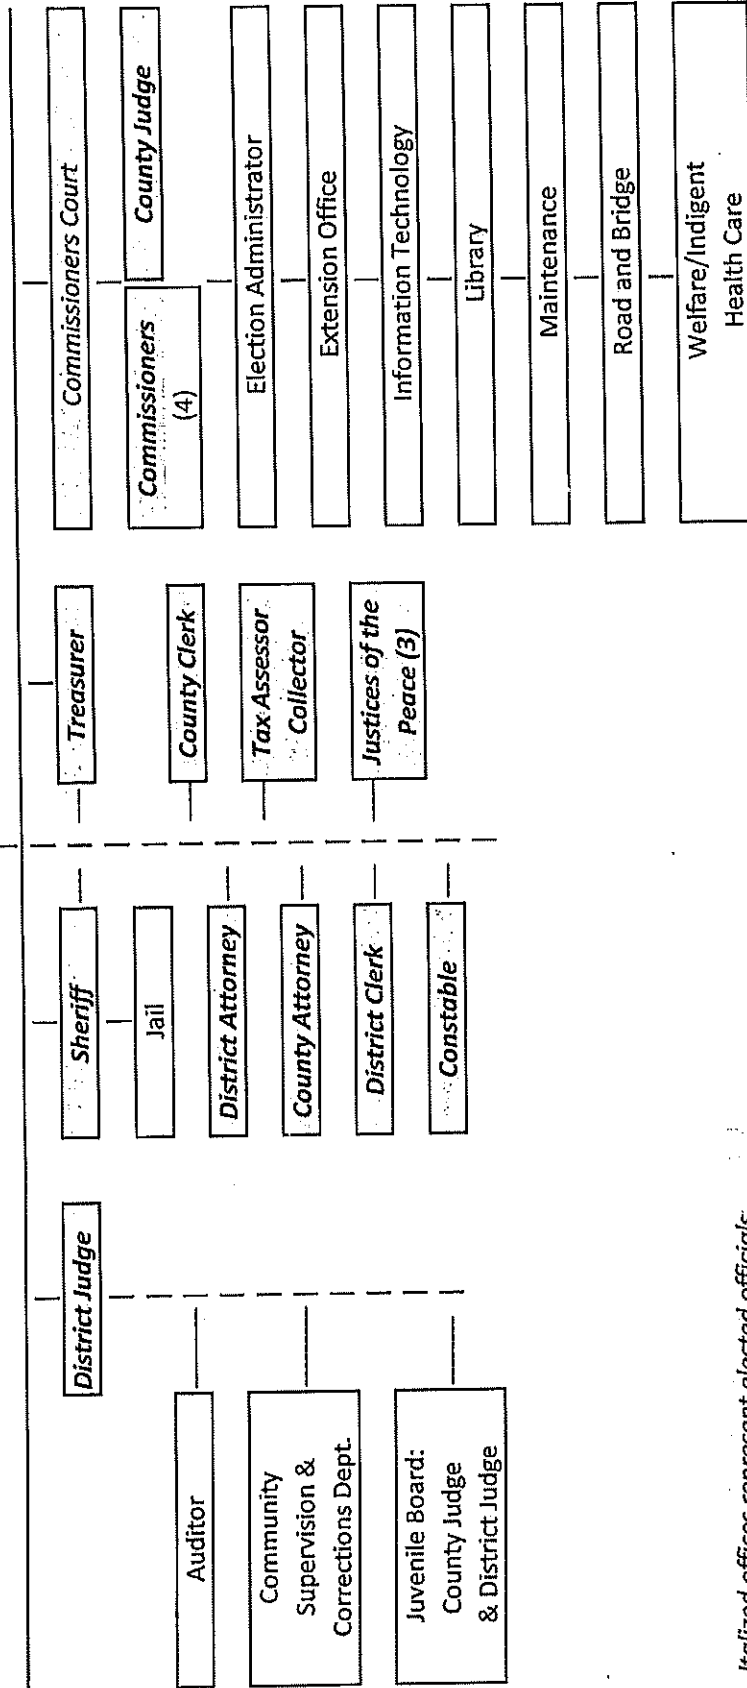 District Judge
Auditor
Community
Supervision &
Corrections Dept.
Juvenile Board:
County Judge
& District Judge
Sheriff
Jail
District Attorney
County Attorney
District Clerk
Constable
Treasurer
County Clerk
Tax Assessor
Collector
Justices of the
Peace (3)
Commissioners Court
Commissioners
(4)
County Judge
Election Administrator
Extension Office
Information Technology
Library
Maintenance
Road and Bridge
Welfare/Indigent
Health Care
Italized offices represent elected officials